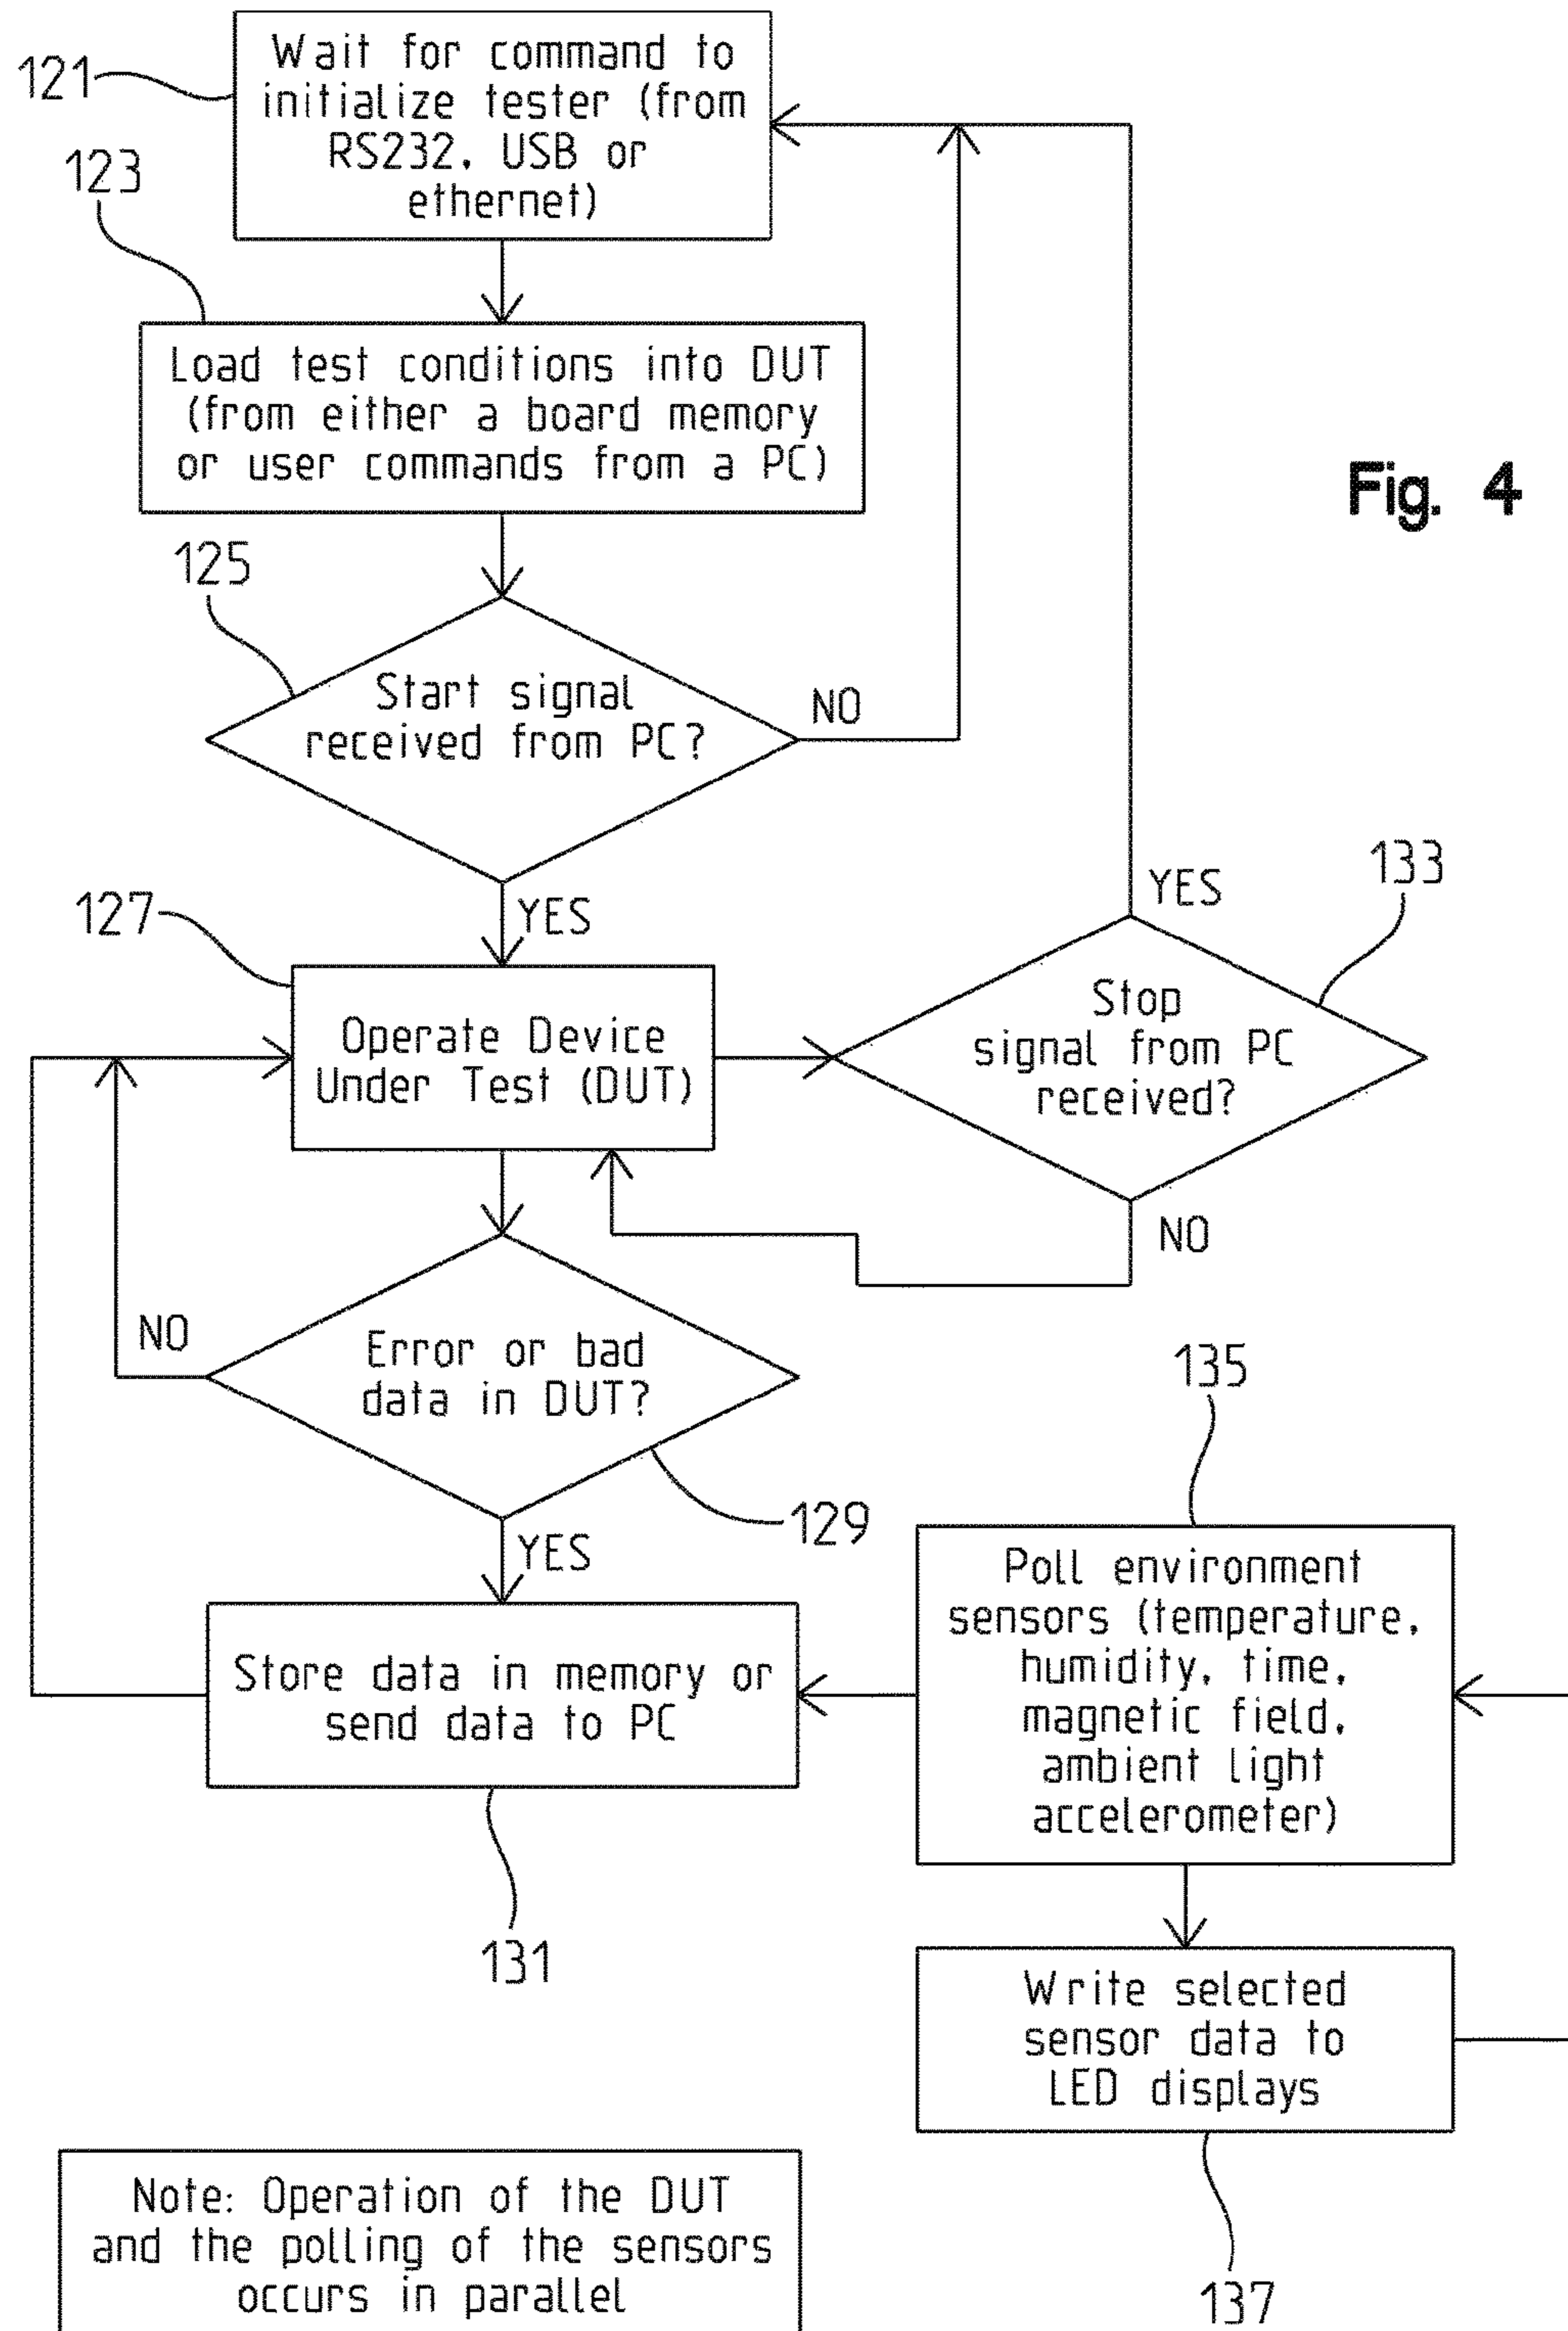 121
Wait for command to
initialize tester (from
RS232, USB or
ethernet)
123
Load test conditions into DUT
(from either a board memory
or user commands from a PC)
Fig. 4
125
Start signal
received from PC?
NO
YES
127
Operate Device
Under Test (DUT)
133
YES
Stop
signal from PC
received?
NO
NO
Error or bad
data in DUT?
129
YES
Store data in memory or
send data to PC
131
135
Poll environment
sensors (temperature,
humidity, time,
magnetic field,
ambient light
accelerometer)
Write selected
sensor data to
LED displays
137
Note: Operation of the DUT
and the polling of the sensors
occurs in parallel